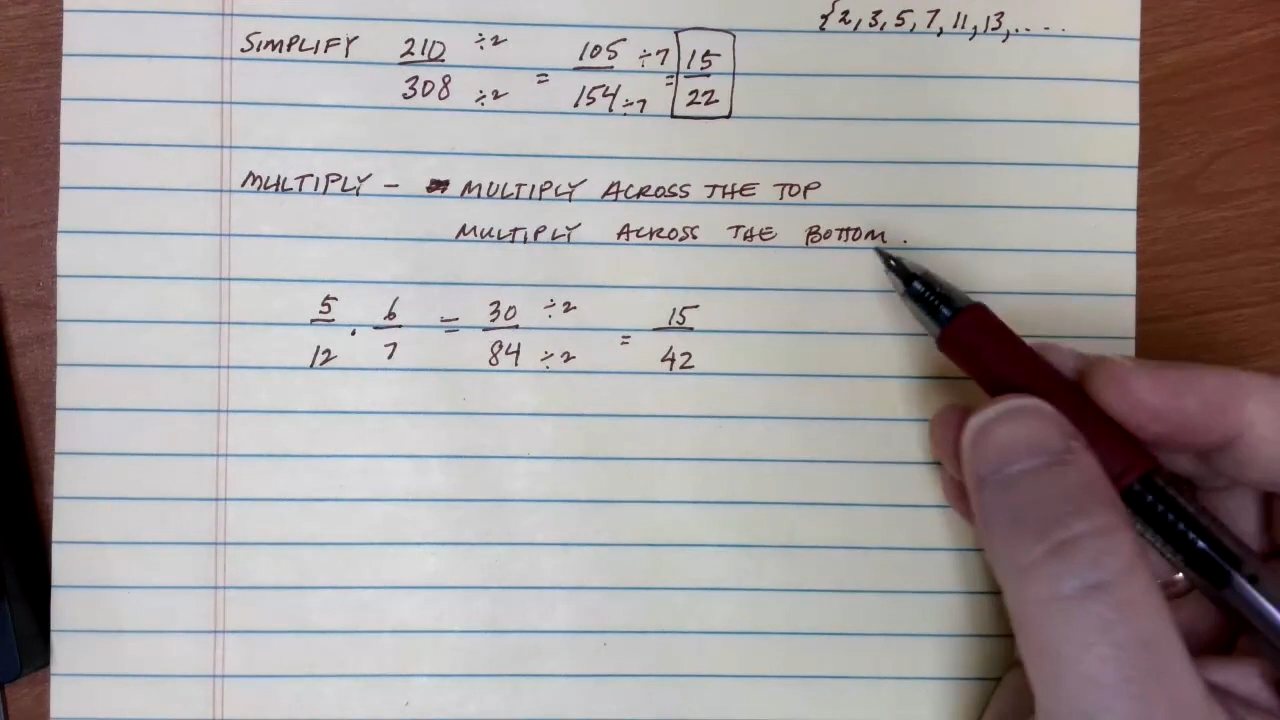 {2, 3, 5, 7, 11, 13, ....
SIMPLIFY 210/308 ÷2/÷2 = 105/154 ÷7/÷7 = 15/22
MULTIPLY - MULTIPLY ACROSS THE TOP
MULTIPLY ACROSS THE BOTTOM.
5/12 · 6/7 = 30/84 ÷2/÷2 = 15/42